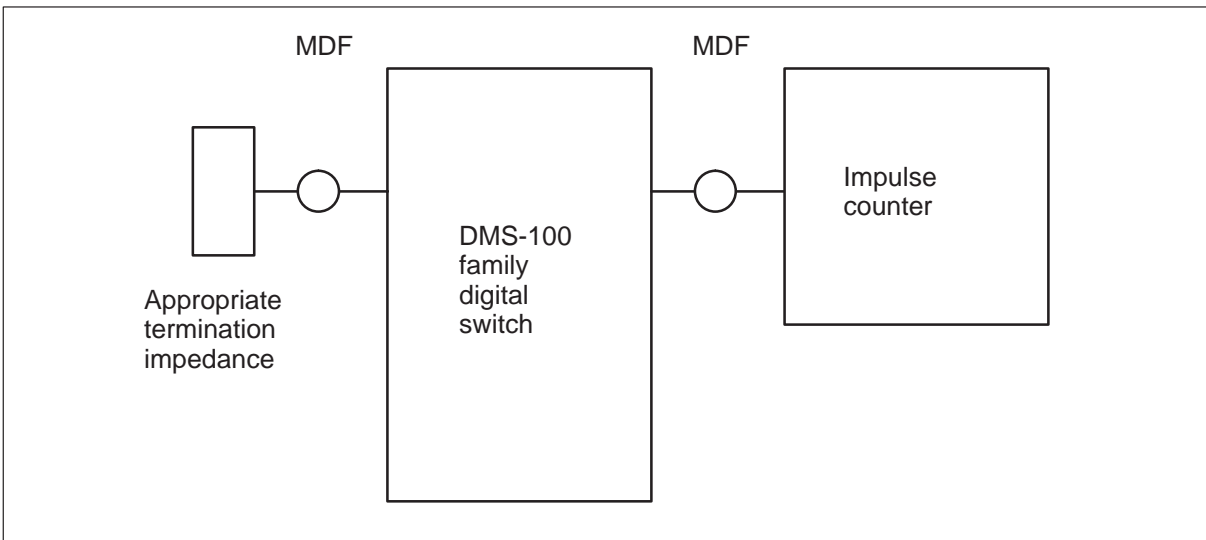 MDF
MDF
Impulse
counter
DMS-100
family
digital
switch
Appropriate
termination
impedance